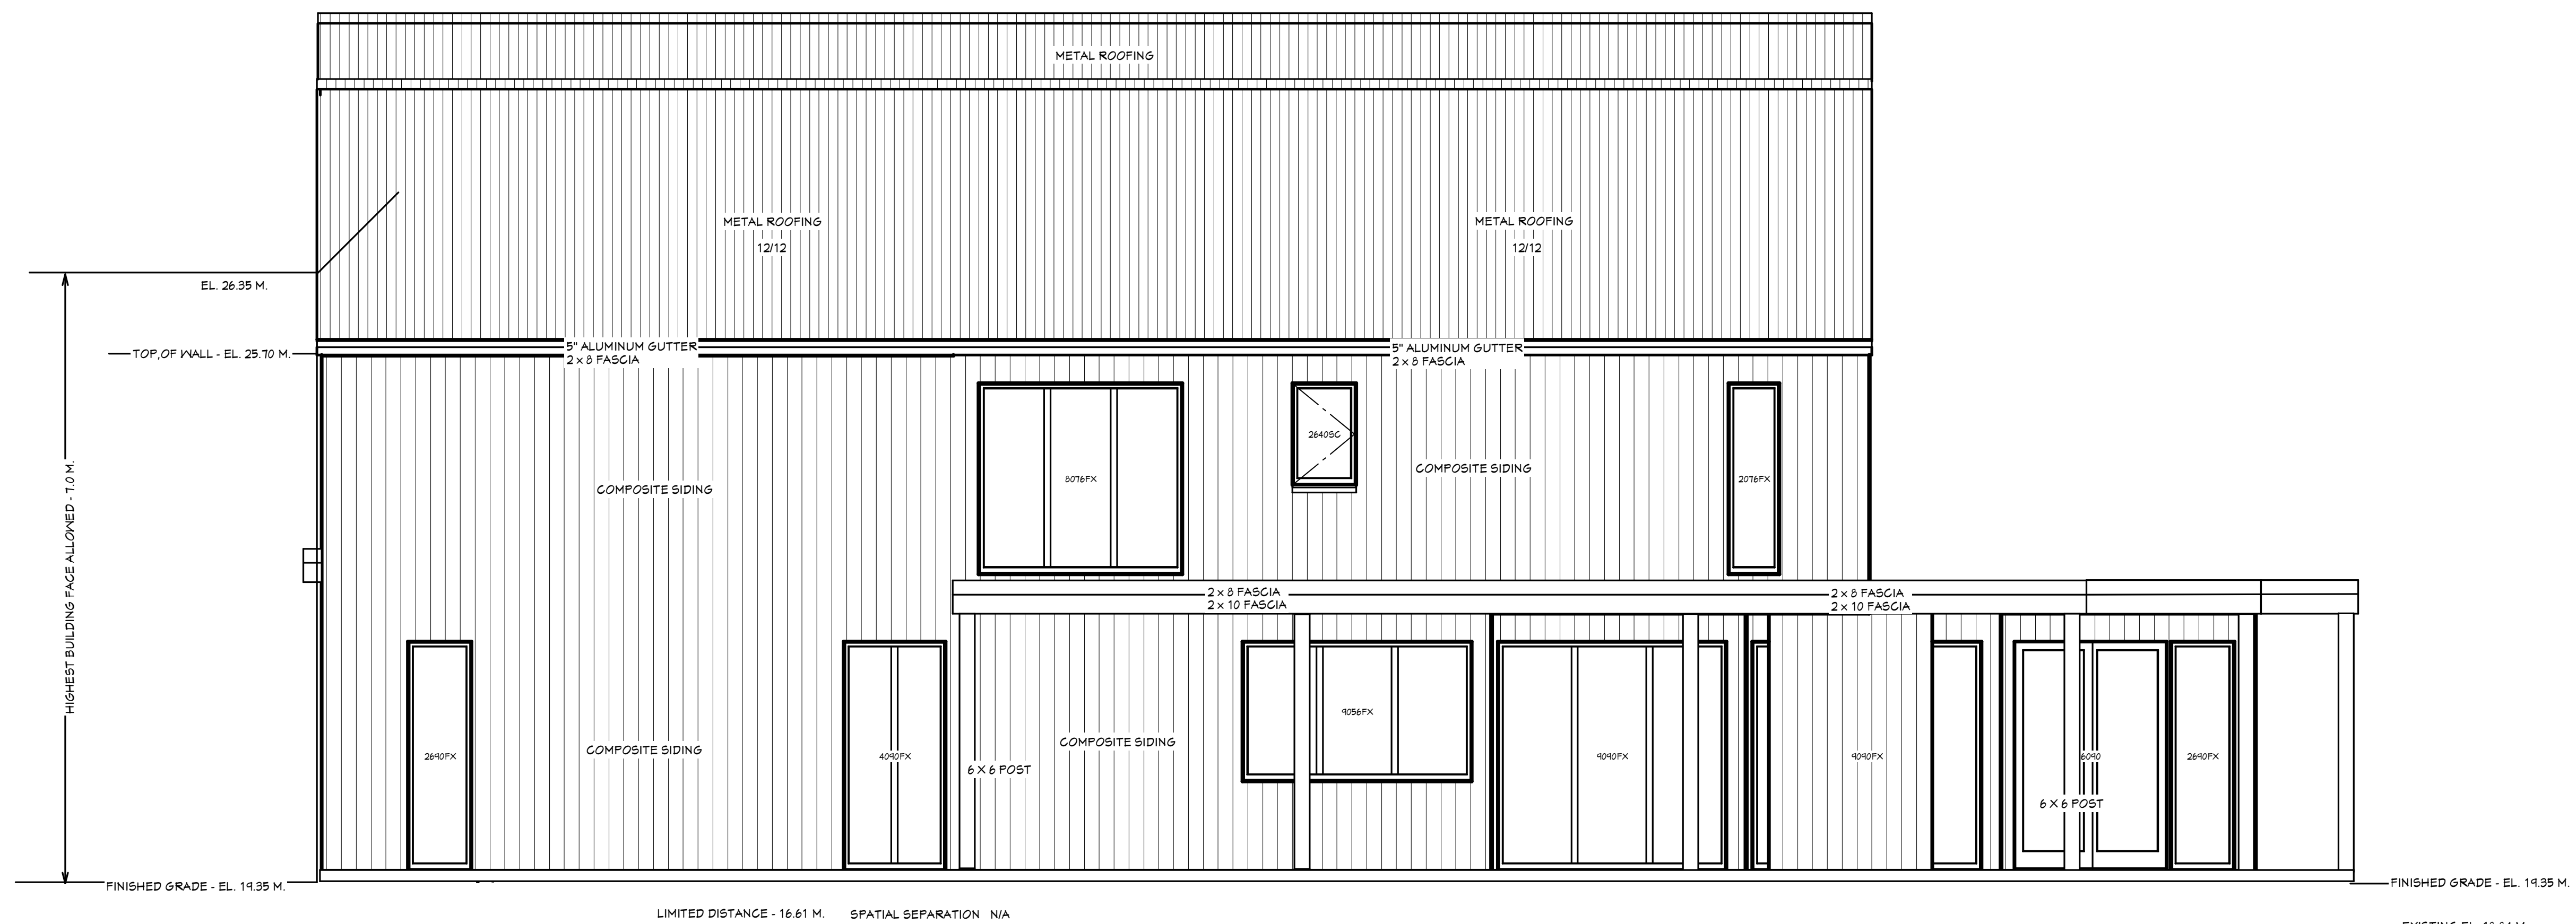 METAL ROOFING
METAL ROOFING
12/12
METAL ROOFING
12/12
EL. 26.35 M.
TOP OF WALL - EL. 25.70 M.
5" ALUMINUM GUTTER
2 x 8 FASCIA
5" ALUMINUM GUTTER
2 x 8 FASCIA
HIGHEST BUILDING FACE ALLOWED - 7.0 M.
2640SC
8076FX
2076FX
COMPOSITE SIDING
COMPOSITE SIDING
2 x 8 FASCIA
2 x 10 FASCIA
2 x 8 FASCIA
2 x 10 FASCIA
9056FX
COMPOSITE SIDING
COMPOSITE SIDING
2690FX
4090FX
6 X 6 POST
9090FX
9090FX
6090
2690FX
6 X 6 POST
FINISHED GRADE - EL. 19.35 M.
FINISHED GRADE - EL. 19.35 M.
LIMITED DISTANCE - 16.61 M. SPATIAL SEPARATION N/A